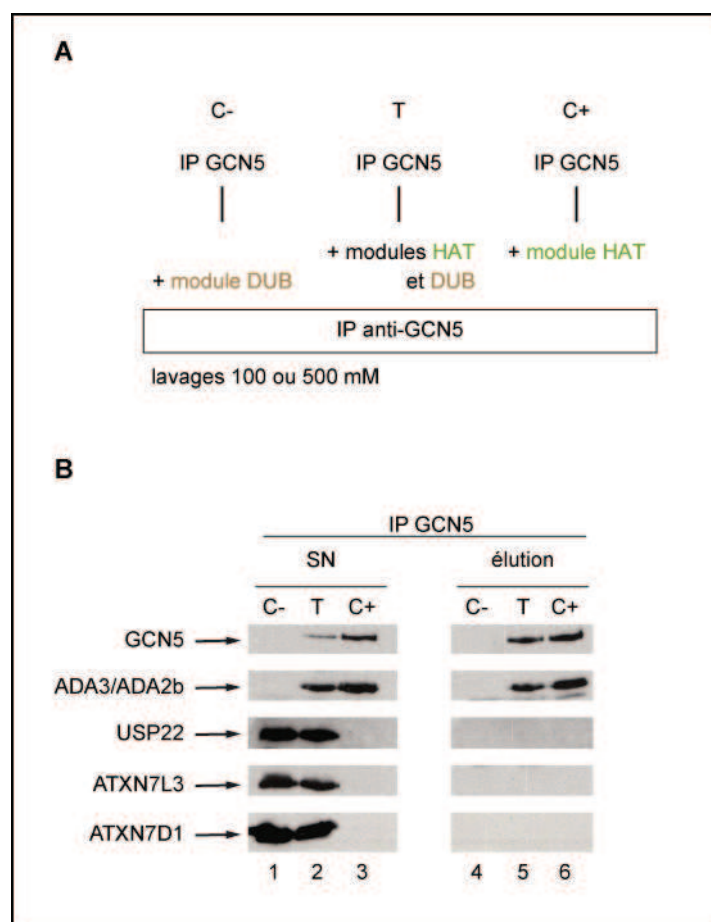 A
C- T C+
IP GCN5 IP GCN5 IP GCN5
+ modules HAT + module HAT
+ module DUB et DUB
IP anti-GCN5
lavages 100 ou 500 mM
B
IP GCN5
SN élution
C- T C+ C- T C+
GCN5
ADA3/ADA2b
USP22
ATXN7L3
ATXN7D1
1 2 3 4 5 6